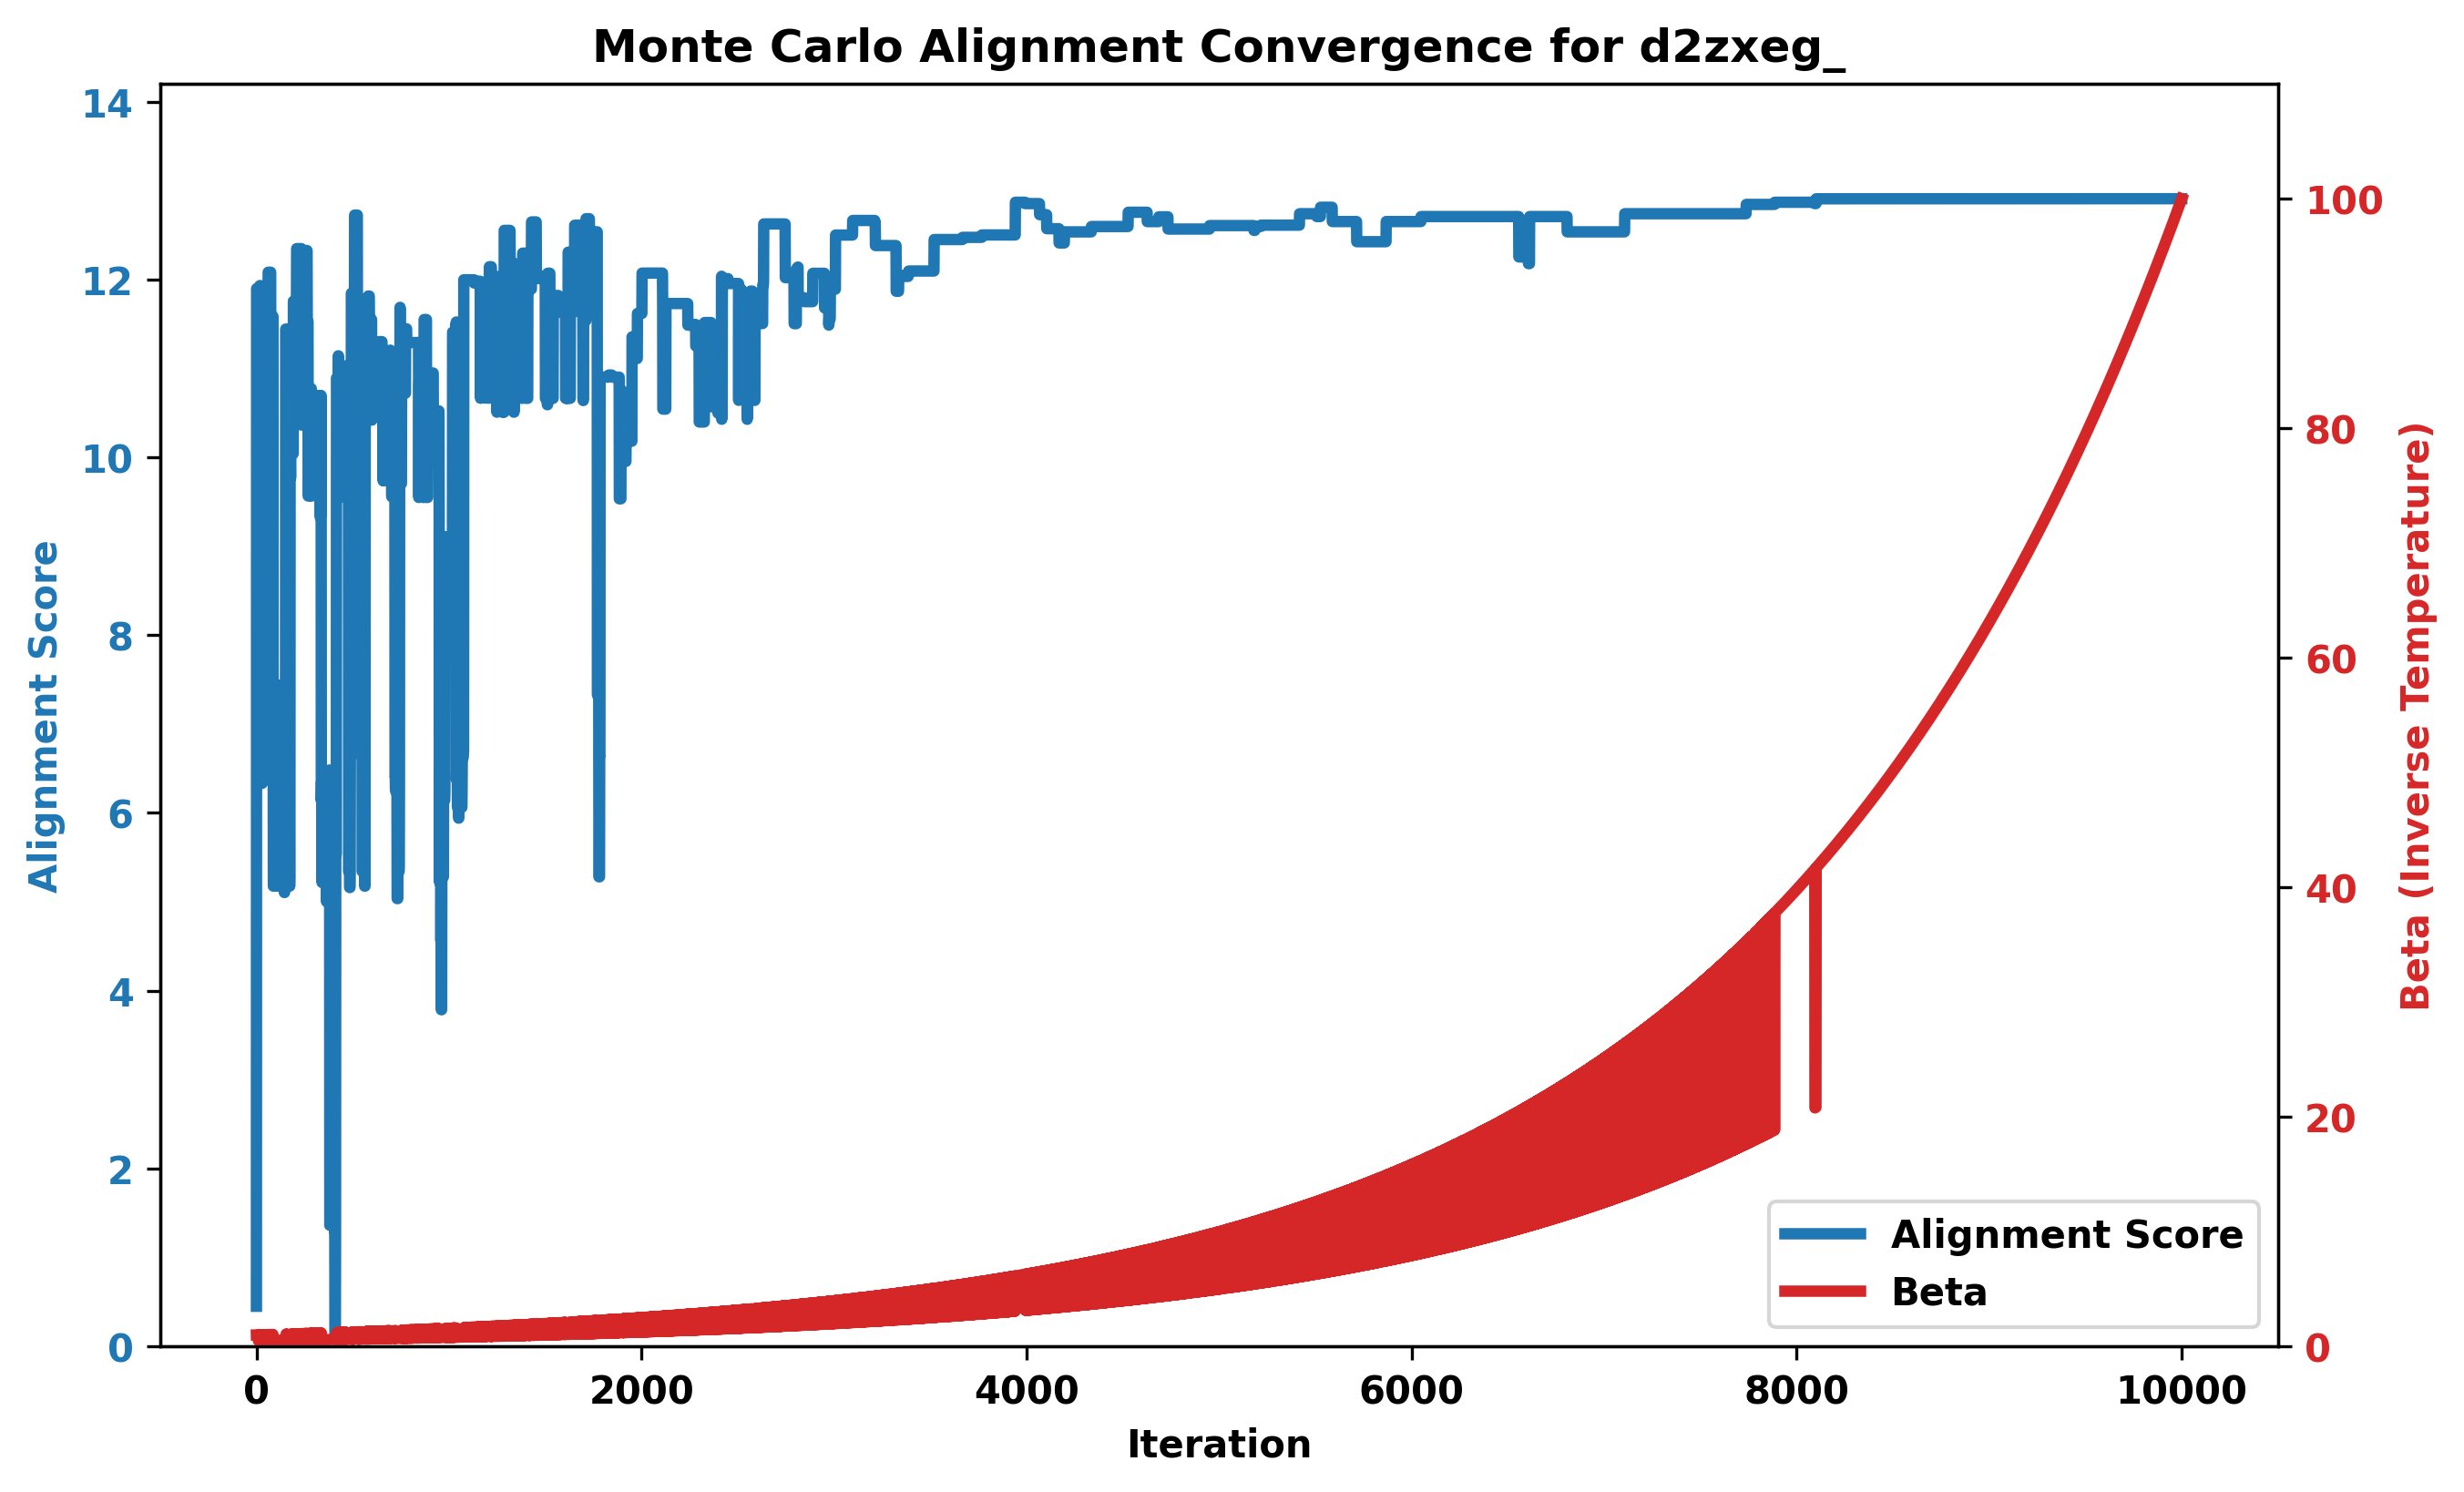 Monte Carlo Alignment Convergence for d2zxeg_
14
12
10
8
6
4
2
0
Alignment Score
100
80
60
40
20
0
Beta (Inverse Temperature)
Alignment Score
Beta
0 2000 4000 6000 8000 10000
Iteration